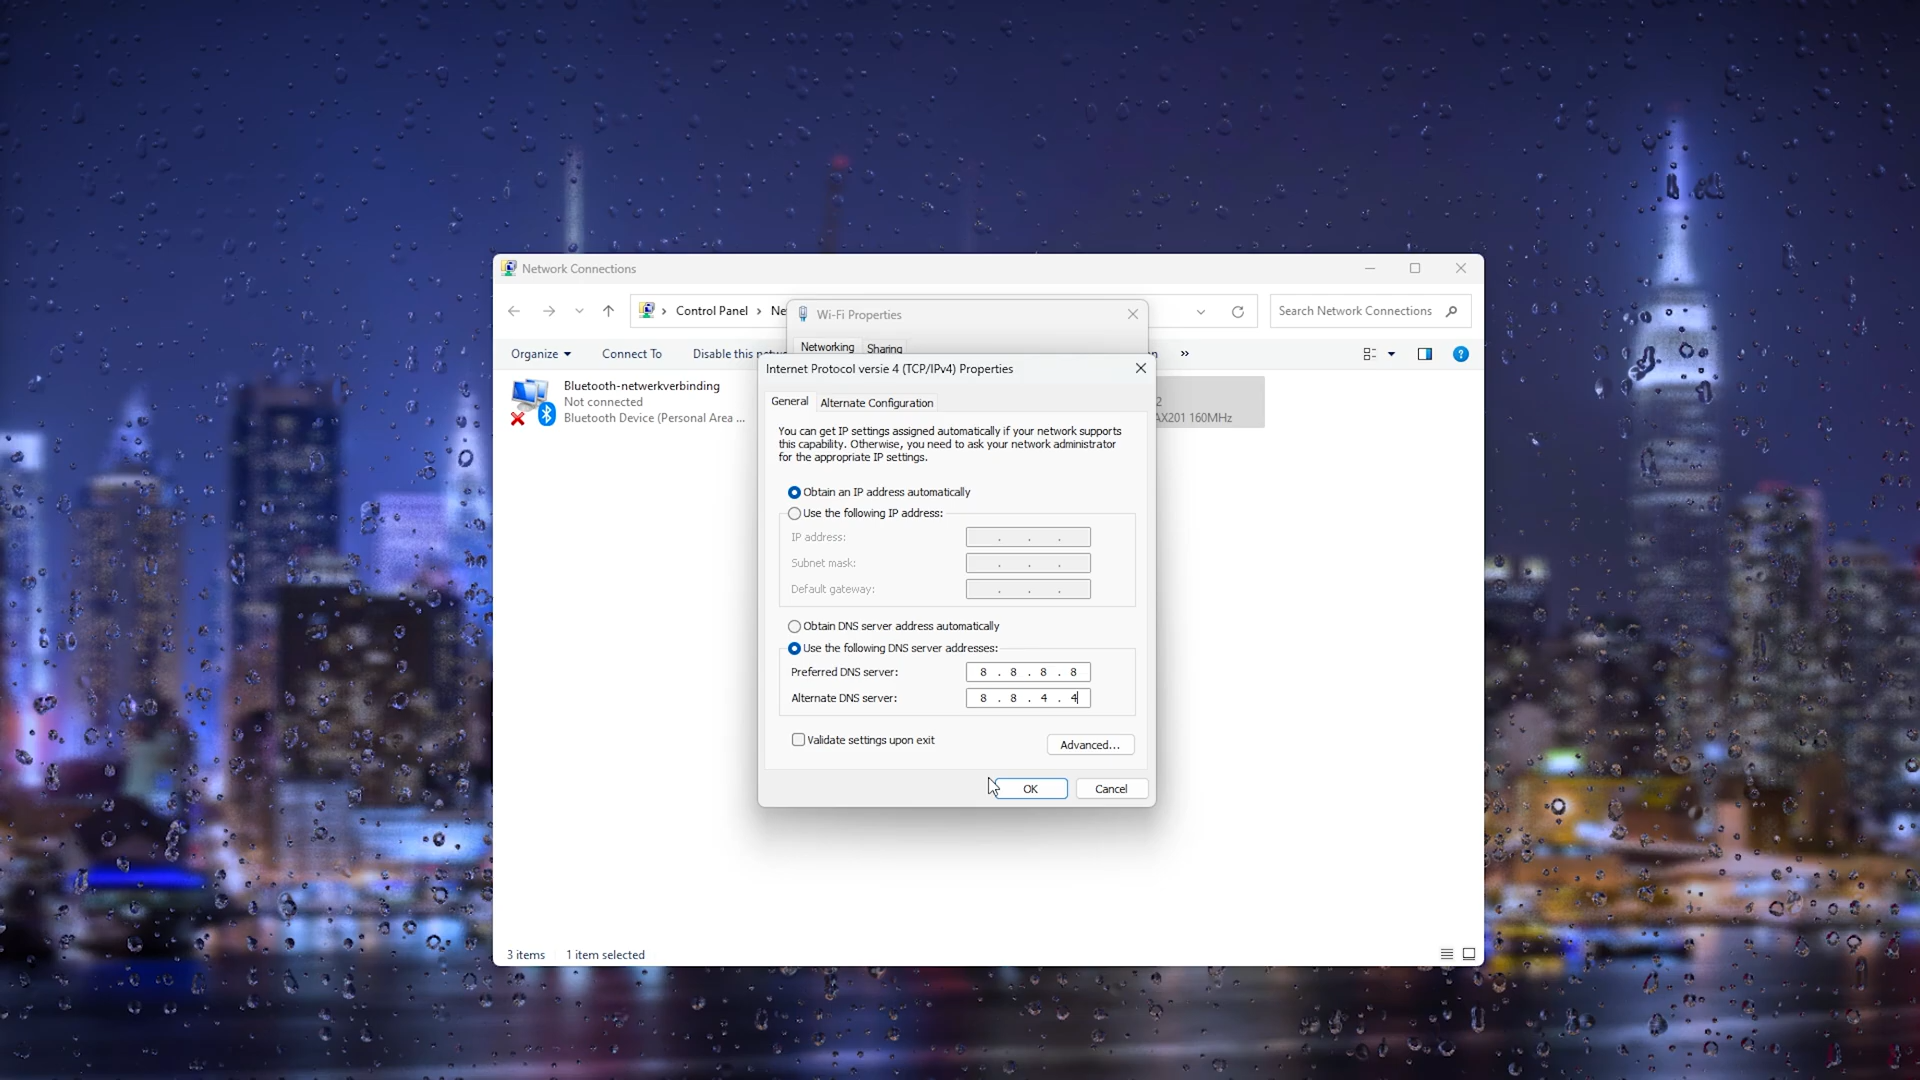 Network Connections
Control Panel
Search Network Connections
Wi-Fi Properties
Organize
Connect To
Disable this
Networking
Sharing
Internet Protocol versie 4 (TCP/IPv4) Properties
Bluetooth-netwerkverbinding
Not connected
Bluetooth Device (Personal Area ...
2
AX201 160MHz
General
Alternate Configuration
You can get IP settings assigned automatically if your network supports
this capability. Otherwise, you need to ask your network administrator
for the appropriate IP settings.
Obtain an IP address automatically
Use the following IP address:
IP address:
Subnet mask:
Default gateway:
Obtain DNS server address automatically
Use the following DNS server addresses:
Preferred DNS server: 8 . 8 . 8 . 8
Alternate DNS server: 8 . 8 . 4 . 4
Validate settings upon exit
Advanced...
OK
Cancel
3 items
1 item selected